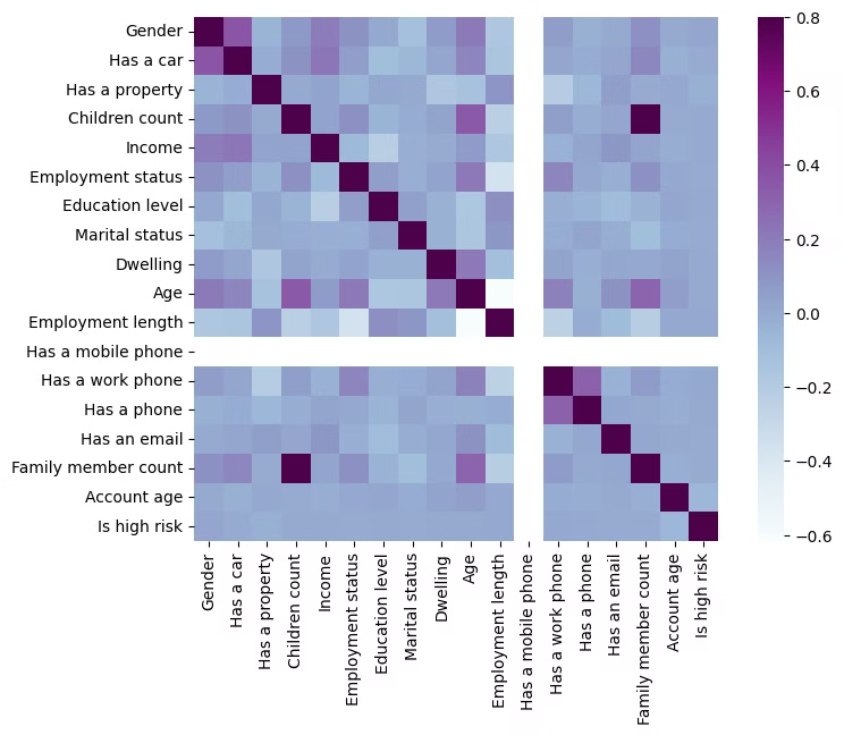 Gender
Has a car
Has a property
Children count
Income
Employment status
Education level
Marital status
Dwelling
Age
Employment length
Has a mobile phone
Has a work phone
Has a phone
Has an email
Family member count
Account age
Is high risk
Gender
Has a car
Has a property
Children count
Income
Employment status
Education level
Marital status
Dwelling
Age
Employment length
Has a mobile phone
Has a work phone
Has a phone
Has an email
Family member count
Account age
Is high risk
0.8
0.6
0.4
0.2
0.0
−0.2
−0.4
−0.6